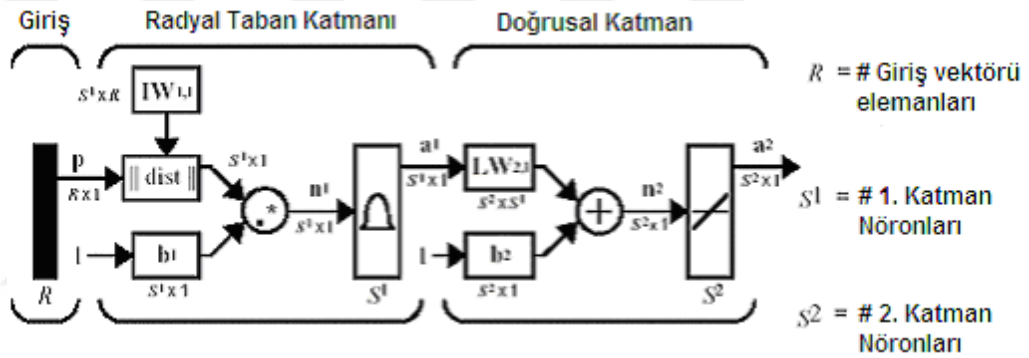 Giriş
Radyal Taban Katmanı
Doğrusal Katman
S¹xR
IW1,1
p
Rx1
|| dist ||
S¹x1
1
b1
S¹x1
.*
n¹
S¹x1
a¹
S¹x1
LW2,1
S²xS¹
1
b2
S²x1
+
n²
S²x1
a²
S²x1
R
S¹
S²
R = # Giriş vektörü
elemanları
S1 = # 1. Katman
Nöronları
S2 = # 2. Katman
Nöronları